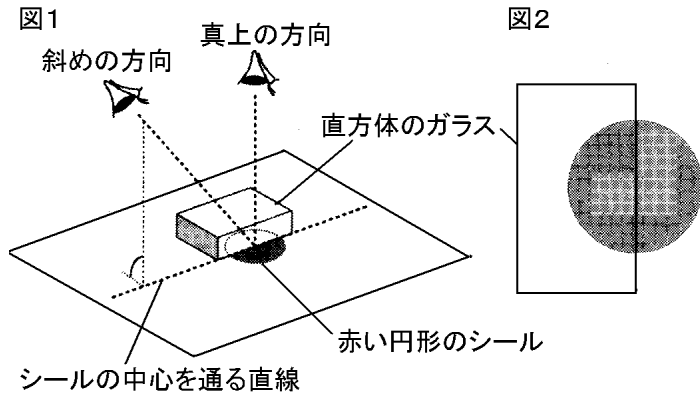 図1
図2
真上の方向
斜めの方向
直方体のガラス
赤い円形のシール
シールの中心を通る直線